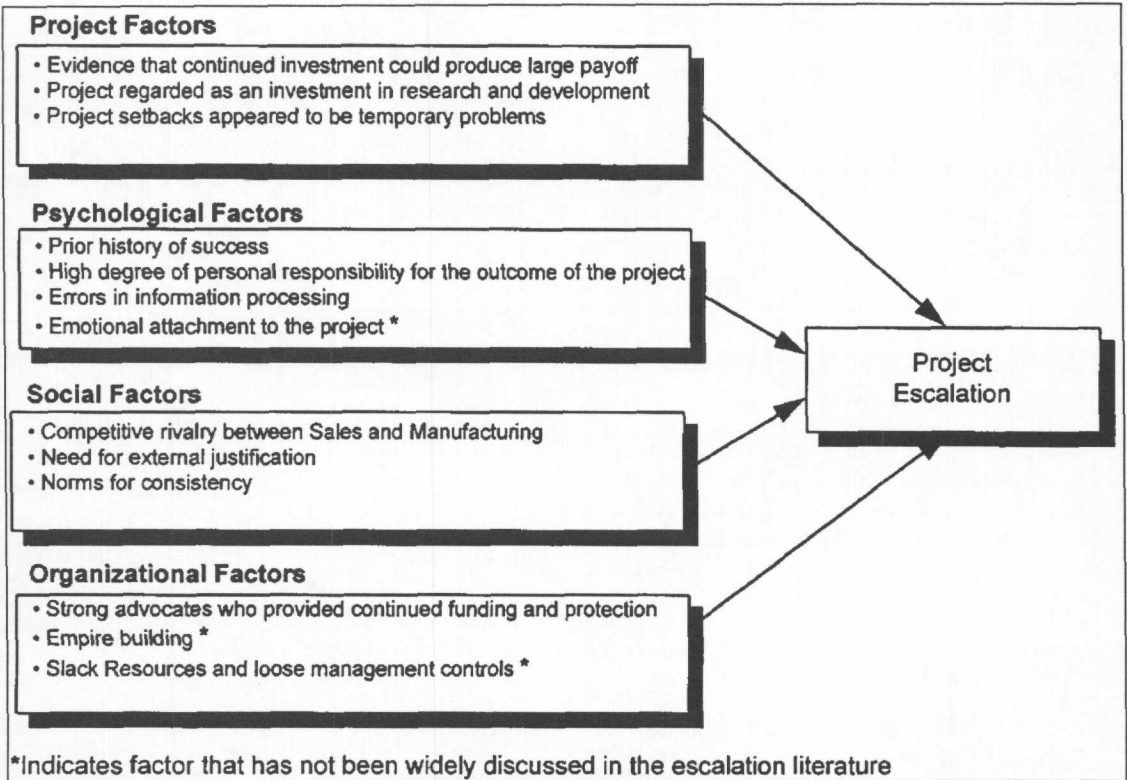 Project Factors
• Evidence that continued investment could produce large payoff
• Project regarded as an investment in research and development
• Project setbacks appeared to be temporary problems
Psychological Factors
• Prior history of success
• High degree of personal responsibility for the outcome of the project
• Errors in information processing
• Emotional attachment to the project *
Social Factors
• Competitive rivalry between Sales and Manufacturing
• Need for external justification
• Norms for consistency
Organizational Factors
• Strong advocates who provided continued funding and protection
• Empire building *
• Slack Resources and loose management controls *
Project
Escalation
*Indicates factor that has not been widely discussed in the escalation literature